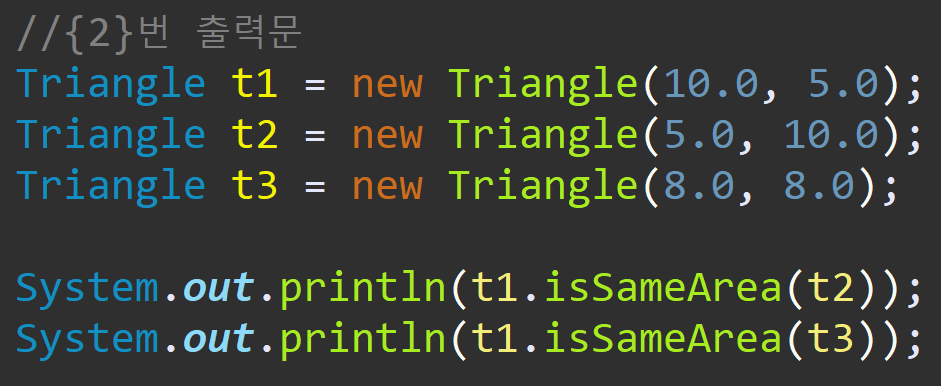 //{2}번 출력문
Triangle t1 = new Triangle(10.0, 5.0);
Triangle t2 = new Triangle(5.0, 10.0);
Triangle t3 = new Triangle(8.0, 8.0);
System.out.println(t1.isSameArea(t2));
System.out.println(t1.isSameArea(t3));